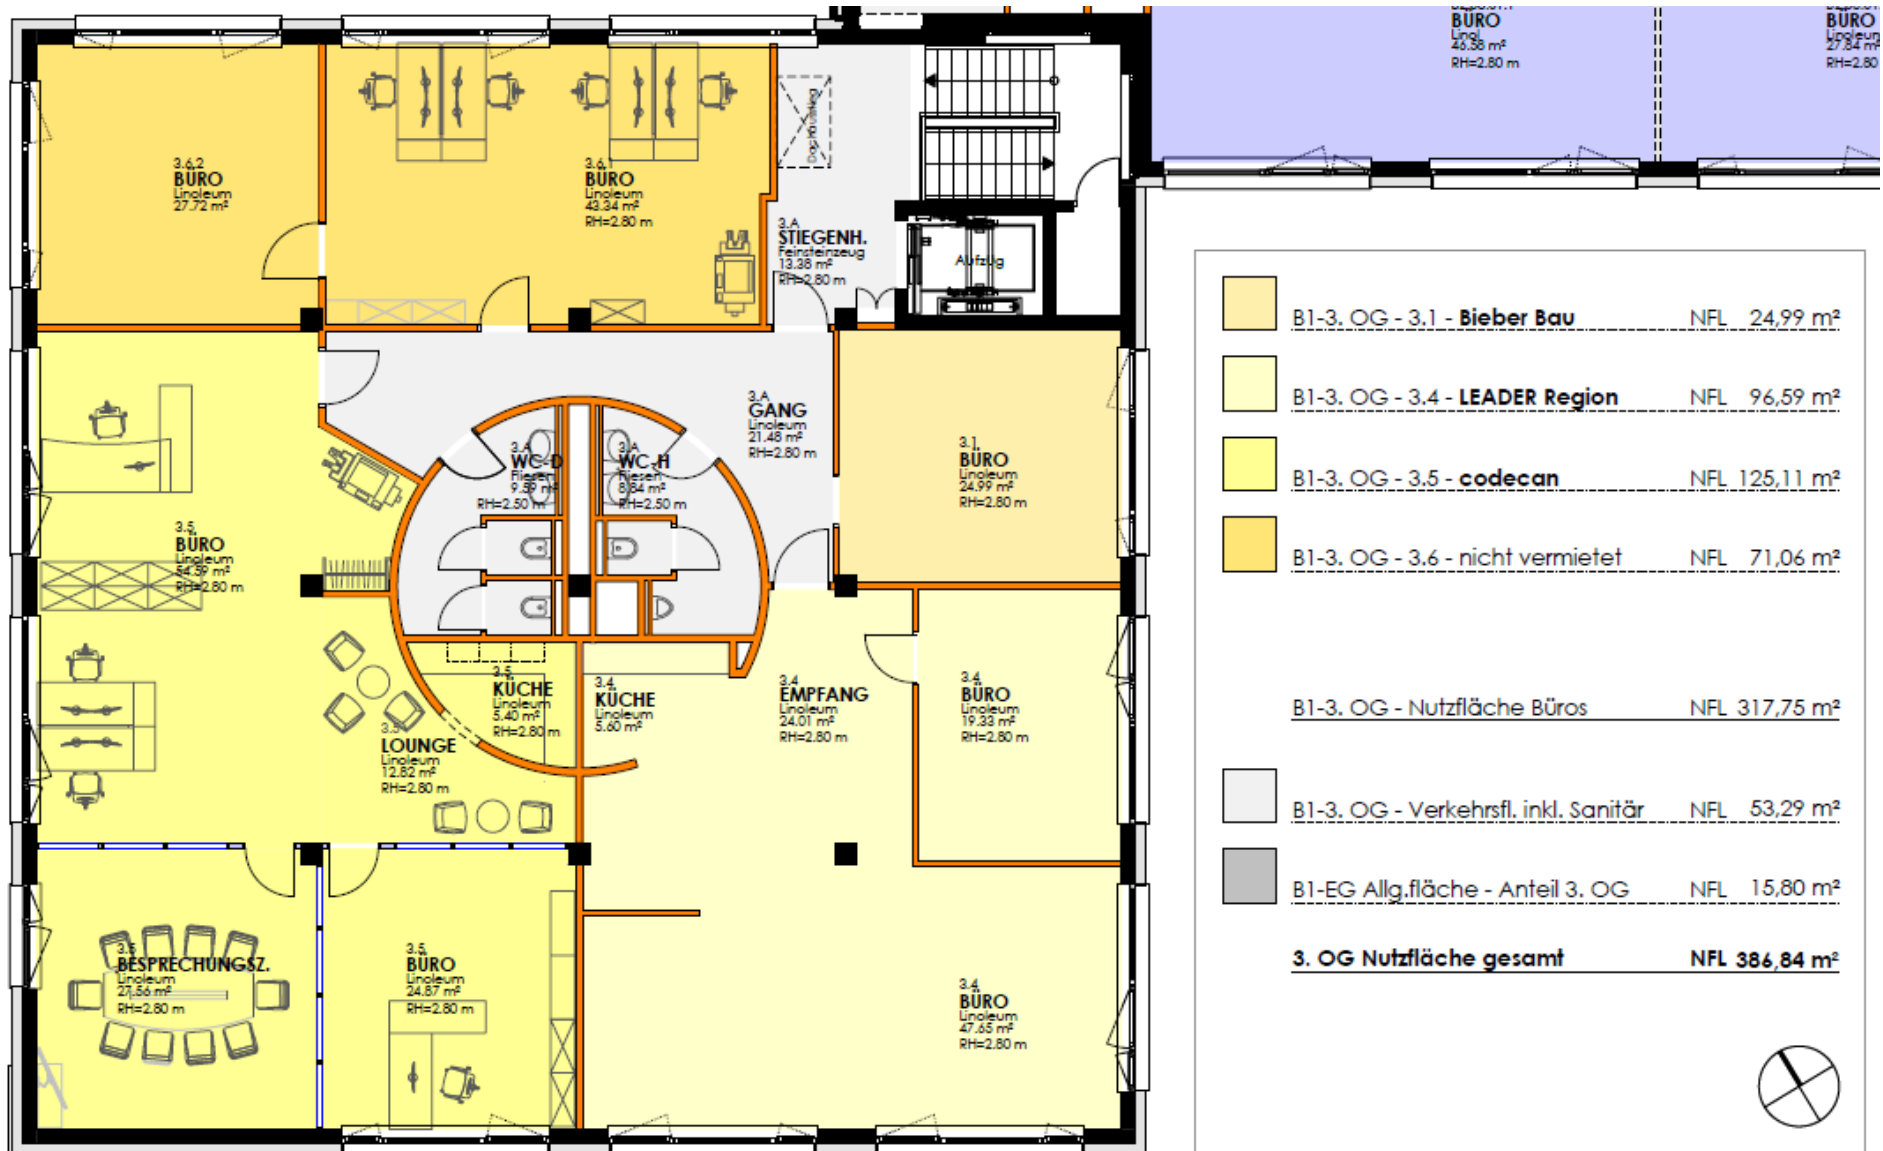 BÜRO
Linol.
46.38 m²
RH=2.80 m
BÜRO
Linoleum
27.84 m²
RH=2.80
3.6.2
BÜRO
Linoleum
27.72 m²
3.6.1
BÜRO
Linoleum
43.34 m²
RH=2.80 m
Dachausstieg
3.A
STIEGENH.
Feinsteinzeug
13.38 m²
RH=2.80 m
Aufzug
3.A
GANG
Linoleum
21.48 m²
RH=2.80 m
3.A
WC-D
Fliesen
9.59 m²
RH=2.50 m
3.A
WC-H
Fliesen
8.84 m²
RH=2.50 m
3.1
BÜRO
Linoleum
24.99 m²
RH=2.80 m
3.5
BÜRO
Linoleum
54.59 m²
RH=2.80 m
3.5
KÜCHE
Linoleum
5.40 m²
RH=2.80 m
3.4
KÜCHE
Linoleum
5.60 m²
3.4
EMPFANG
Linoleum
24.01 m²
RH=2.80 m
3.4
BÜRO
Linoleum
19.33 m²
RH=2.80 m
3.5
LOUNGE
Linoleum
12.82 m²
RH=2.80 m
3.5
BESPRECHUNGSZ.
Linoleum
27.56 m²
RH=2.80 m
3.5
BÜRO
Linoleum
24.87 m²
RH=2.80 m
3.4
BÜRO
Linoleum
47.65 m²
RH=2.80 m
B1-3. OG - 3.1 - Bieber Bau NFL 24,99 m²
B1-3. OG - 3.4 - LEADER Region NFL 96,59 m²
B1-3. OG - 3.5 - codecan NFL 125,11 m²
B1-3. OG - 3.6 - nicht vermietet NFL 71,06 m²
B1-3. OG - Nutzfläche Büros NFL 317,75 m²
B1-3. OG - Verkehrsfl. inkl. Sanitär NFL 53,29 m²
B1-EG Allg.fläche - Anteil 3. OG NFL 15,80 m²
3. OG Nutzfläche gesamt NFL 386,84 m²